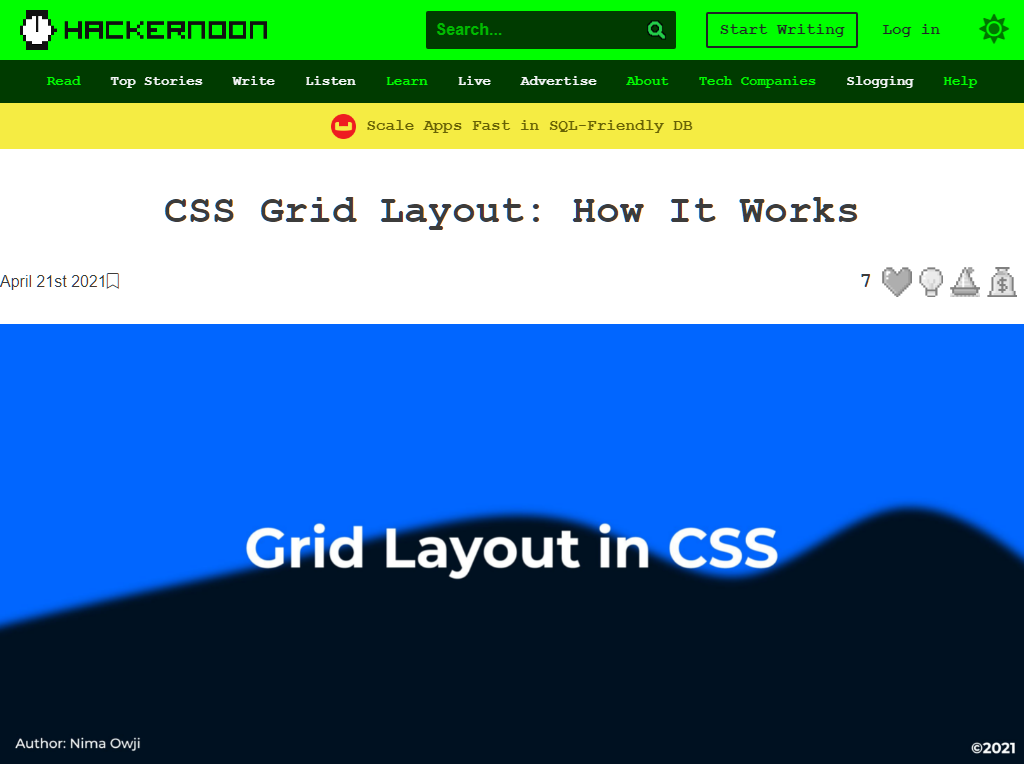 HACKERNOON
Search...
Start Writing
Log in
Read Top Stories Write Listen Learn Live Advertise About Tech Companies Slogging Help
Scale Apps Fast in SQL-Friendly DB
CSS Grid Layout: How It Works
April 21st 2021
7
$
Grid Layout in CSS
Author: Nima Owji
©2021